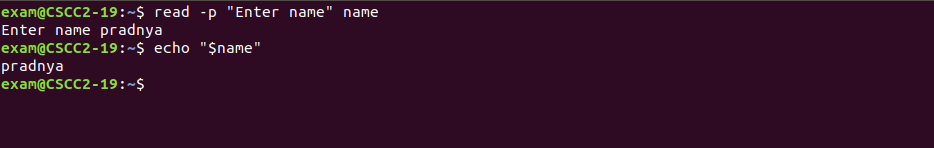 exam@CSCC2-19:~$ read -p "Enter name" name
Enter name pradnya
exam@CSCC2-19:~$ echo "$name"
pradnya
exam@CSCC2-19:~$